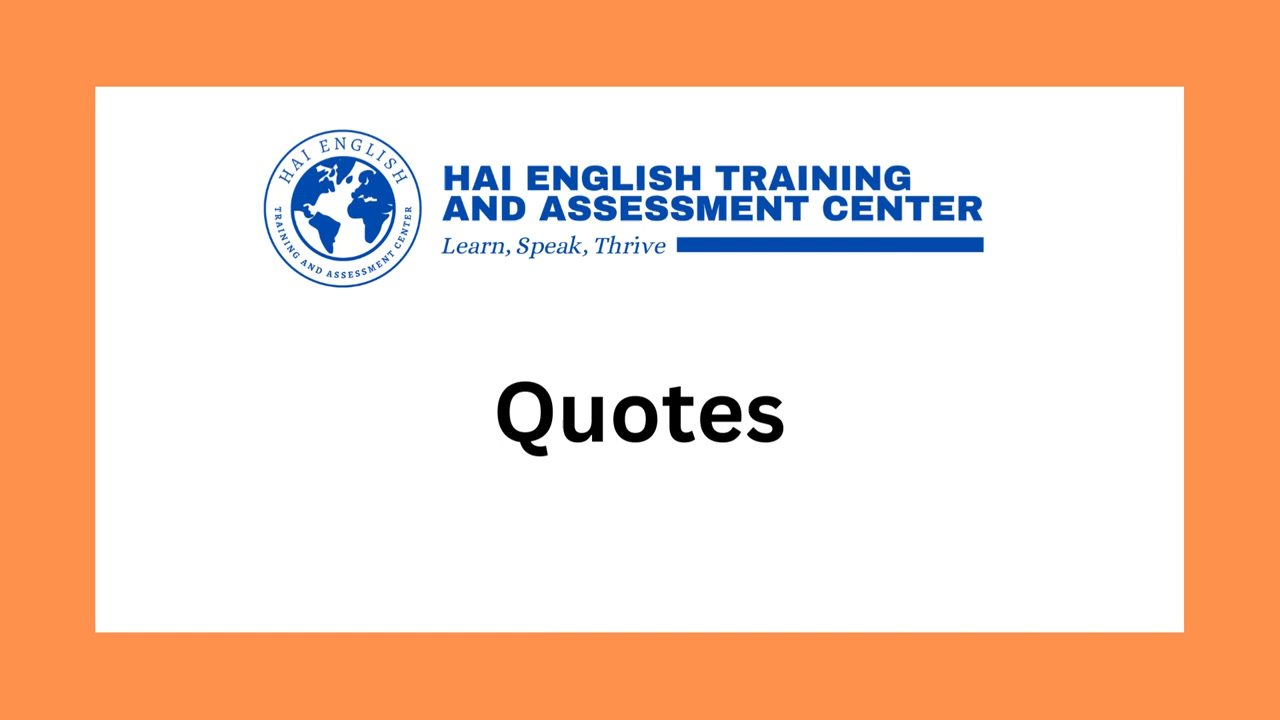 HAI ENGLISH
TRAINING AND ASSESSMENT CENTER
HAI ENGLISH TRAINING
AND ASSESSMENT CENTER
Learn, Speak, Thrive
Quotes